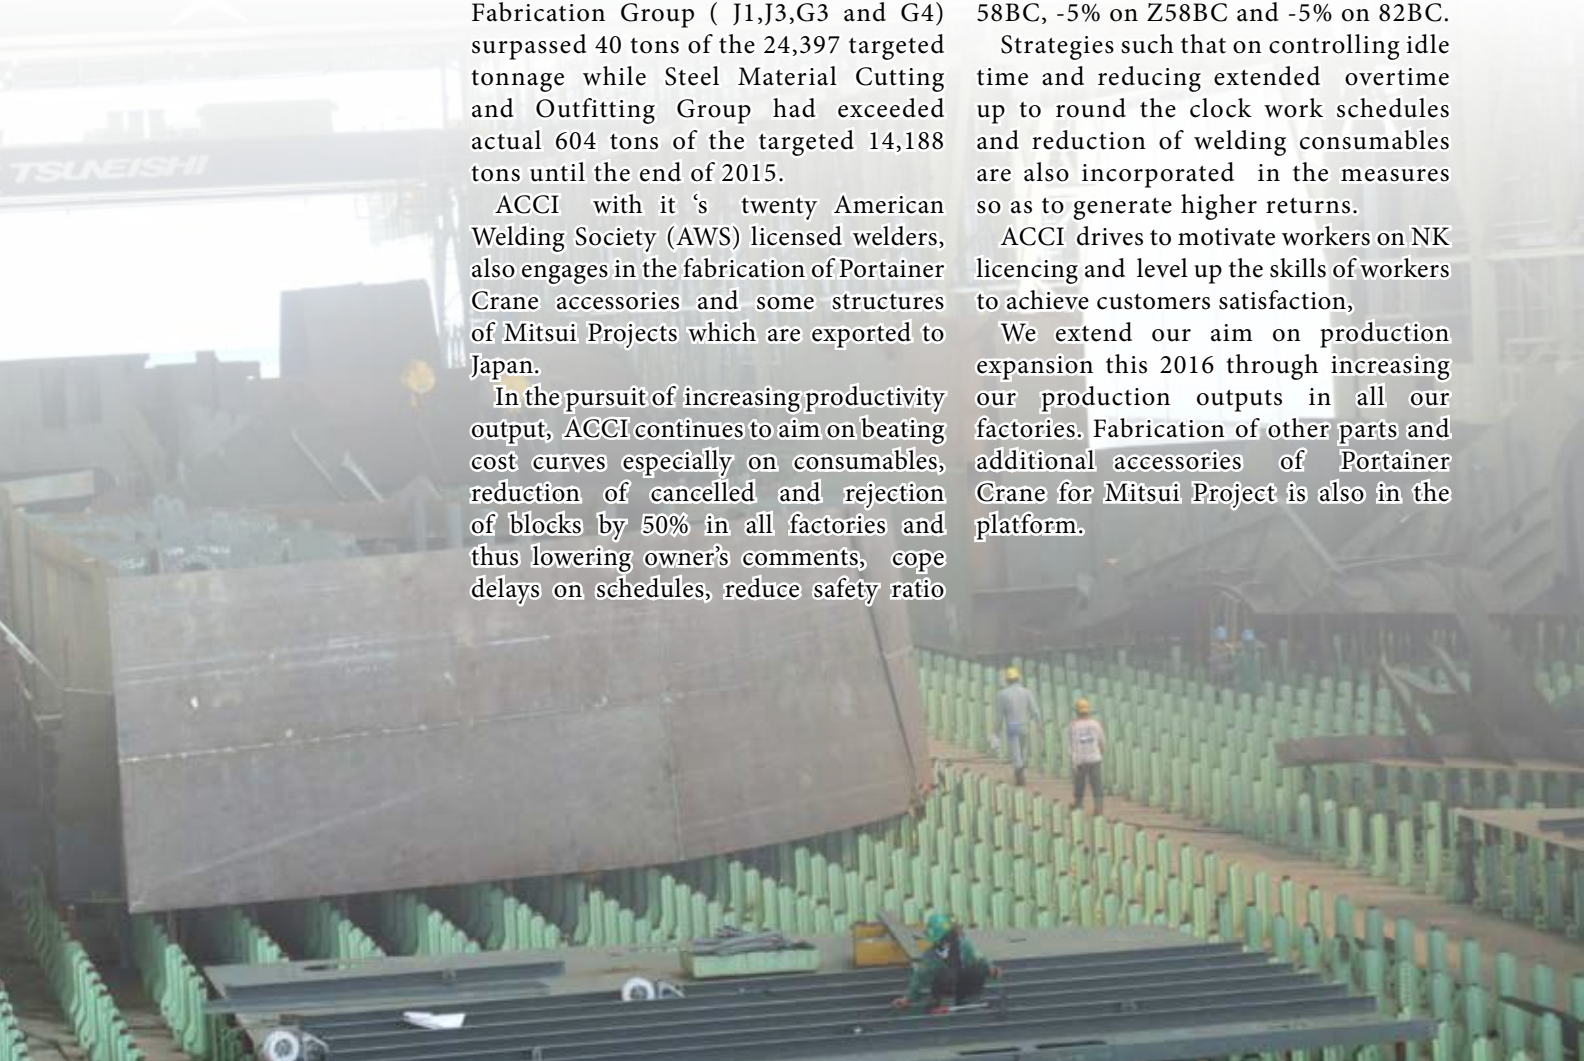 TSUNEISHI
Fabrication Group ( J1,J3,G3 and G4)
surpassed 40 tons of the 24,397 targeted
tonnage while Steel Material Cutting
and Outfitting Group had exceeded
actual 604 tons of the targeted 14,188
tons until the end of 2015.
ACCI with it ‘s twenty American
Welding Society (AWS) licensed welders,
also engages in the fabrication of Portainer
Crane accessories and some structures
of Mitsui Projects which are exported to
Japan.
In the pursuit of increasing productivity
output, ACCI continues to aim on beating
cost curves especially on consumables,
reduction of cancelled and rejection
of blocks by 50% in all factories and
thus lowering owner’s comments, cope
delays on schedules, reduce safety ratio
58BC, -5% on Z58BC and -5% on 82BC.
Strategies such that on controlling idle
time and reducing extended overtime
up to round the clock work schedules
and reduction of welding consumables
are also incorporated in the measures
so as to generate higher returns.
ACCI drives to motivate workers on NK
licencing and level up the skills of workers
to achieve customers satisfaction,
We extend our aim on production
expansion this 2016 through increasing
our production outputs in all our
factories. Fabrication of other parts and
additional accessories of Portainer
Crane for Mitsui Project is also in the
platform.